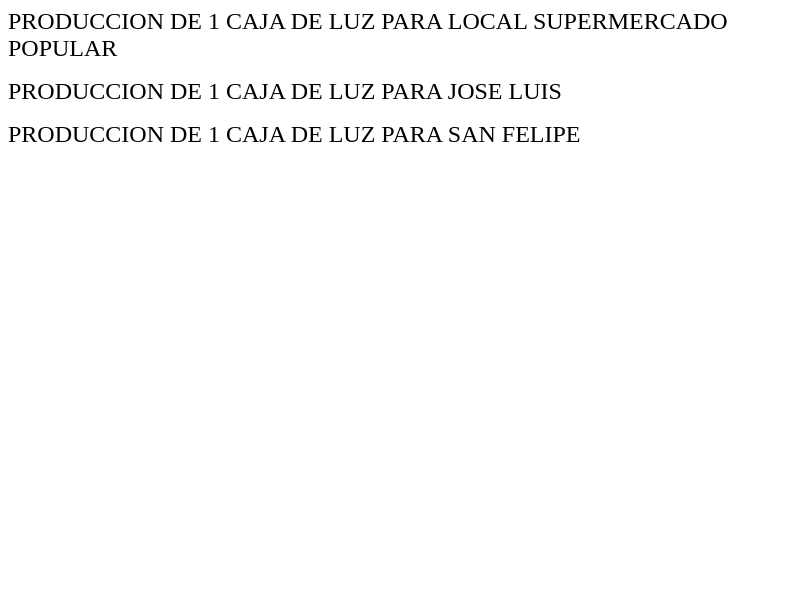 PRODUCCION DE 1 CAJA DE LUZ PARA LOCAL SUPERMERCADO
POPULAR
PRODUCCION DE 1 CAJA DE LUZ PARA JOSE LUIS
PRODUCCION DE 1 CAJA DE LUZ PARA SAN FELIPE